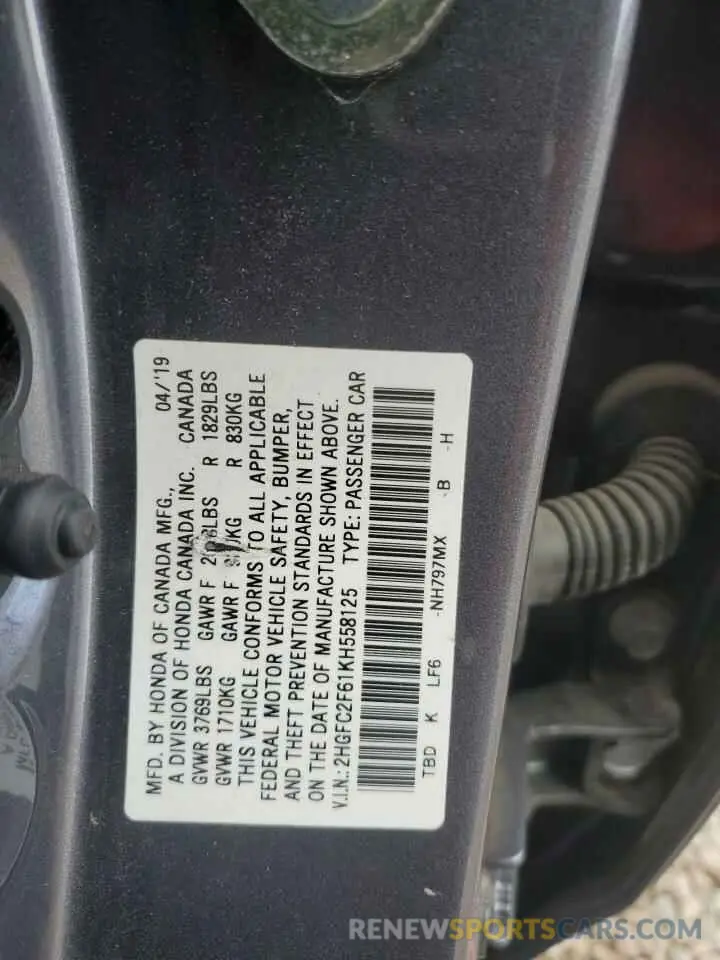 MFD. BY HONDA OF CANADA MFG., 04/'19
A DIVISION OF HONDA CANADA INC. CANADA
GVWR 3769LBS GAWR F R 1829LBS
GVWR 1710KG GAWR F R 830KG
THIS VEHICLE CONFORMS TO ALL APPLICABLE
FEDERAL MOTOR VEHICLE SAFETY, BUMPER,
AND THEFT PREVENTION STANDARDS IN EFFECT
ON THE DATE OF MANUFACTURE SHOWN ABOVE.
V.I.N.: 2HGFC2F61KH558125 TYPE: PASSENGER CAR
TBD K LF6 -NH797MX -B -H
RENEWSPORTSCARS.COM